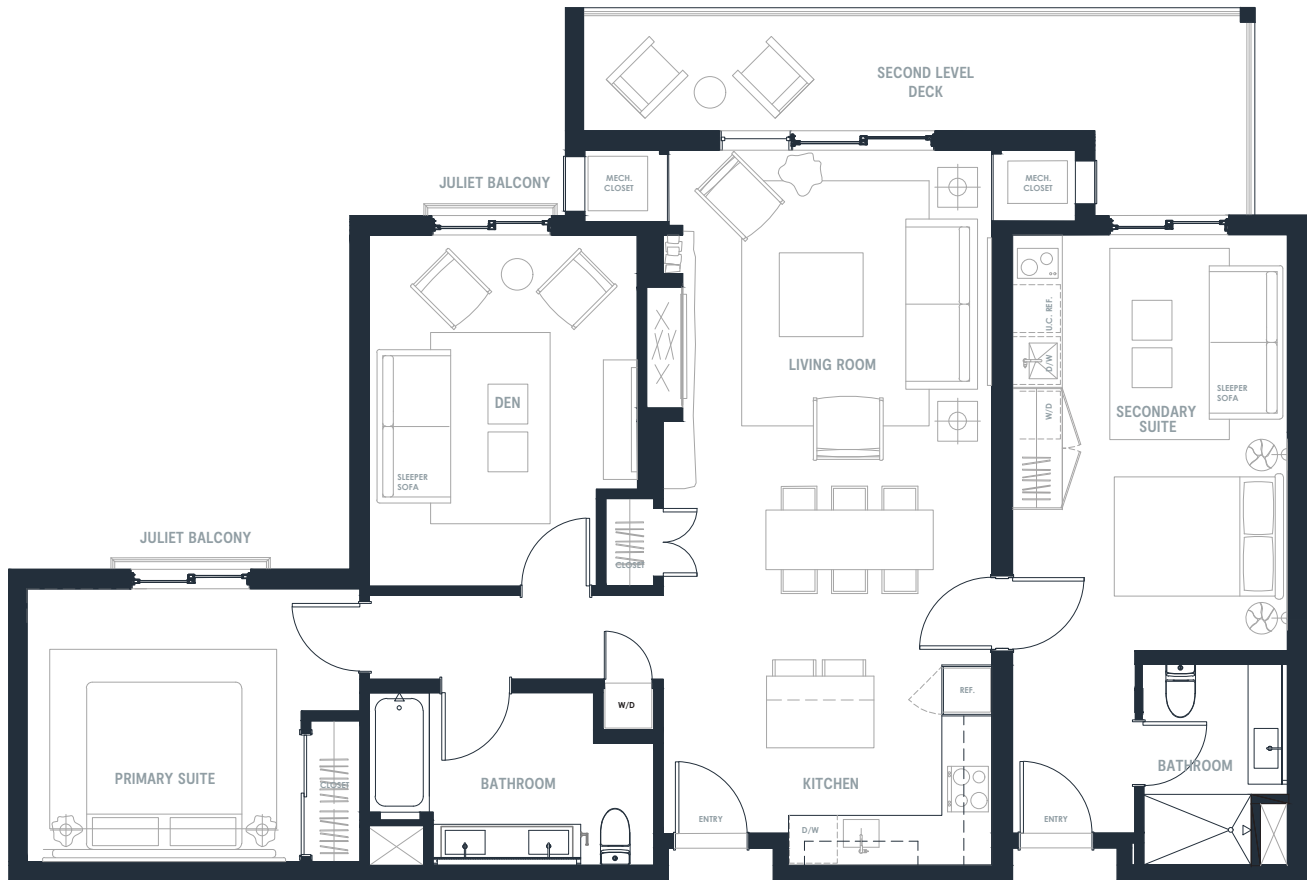 SECOND LEVEL
DECK
JULIET BALCONY
MECH.
CLOSET
MECH.
CLOSET
U.C. REF.
D/W
W/D
LIVING ROOM
DEN
SLEEPER
SOFA
SLEEPER
SOFA
SECONDARY
SUITE
JULIET BALCONY
CLOSET
REF.
W/D
PRIMARY SUITE
CLOSET
BATHROOM
KITCHEN
BATHROOM
ENTRY
D/W
ENTRY